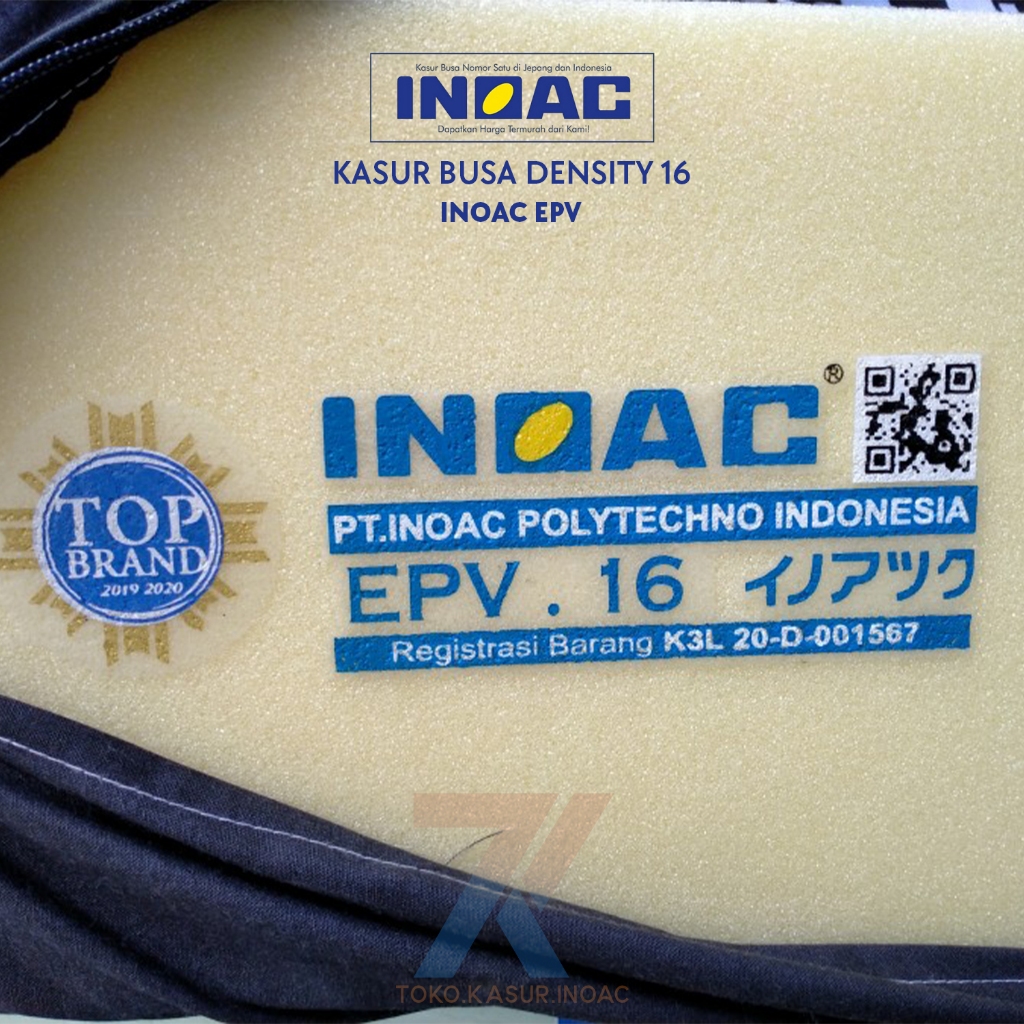 Kasur Busa Nomor Satu di Jepang dan Indonesia
INOAC
Dapatkan Harga Termurah dari Kami!
KASUR BUSA DENSITY 16
INOAC EPV
INOAC®
PT.INOAC POLYTECHNO INDONESIA
EPV . 16 イノアツク
Registrasi Barang K3L 20-D-001567
TOP
BRAND
2019 2020
TOKO.KASUR.INOAC